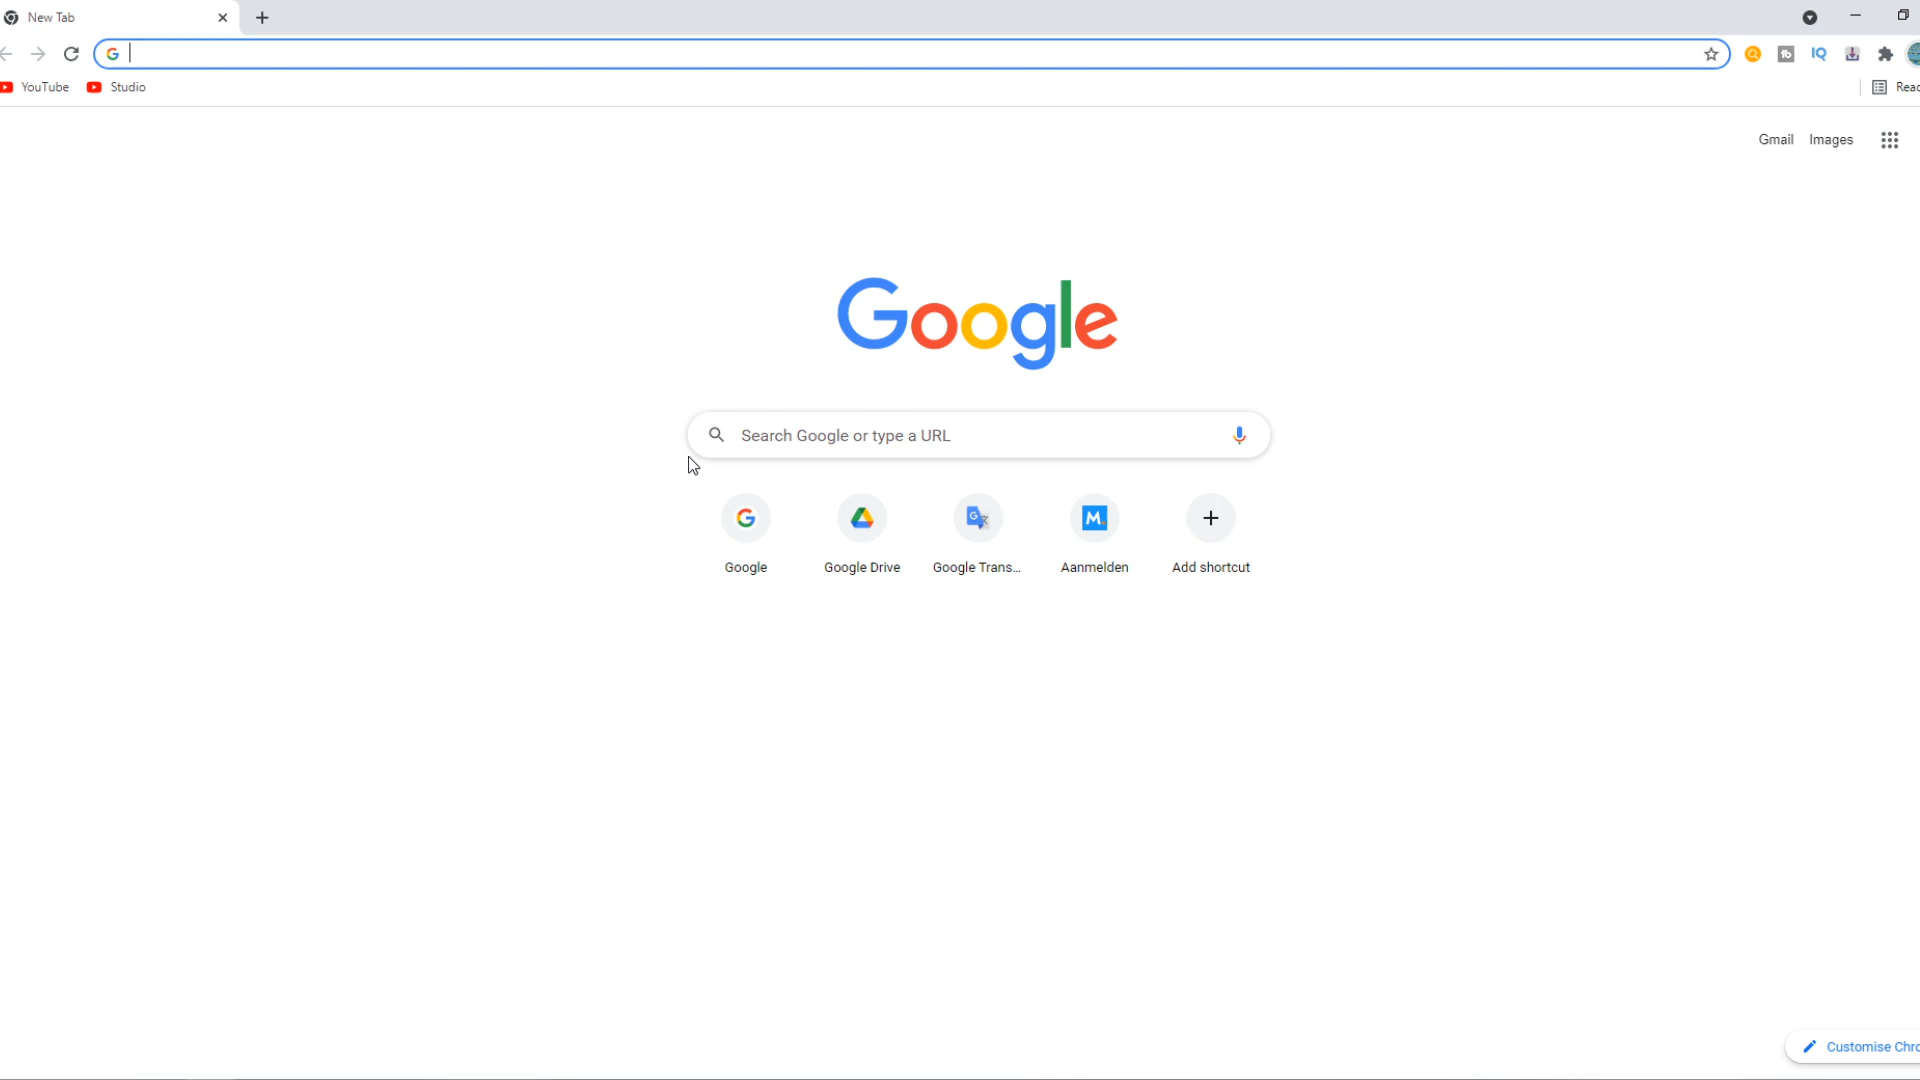 New Tab
YouTube Studio
Reac
Gmail Images
Google
Search Google or type a URL
Google Google Drive Google Trans... Aanmelden Add shortcut
Customise Chro